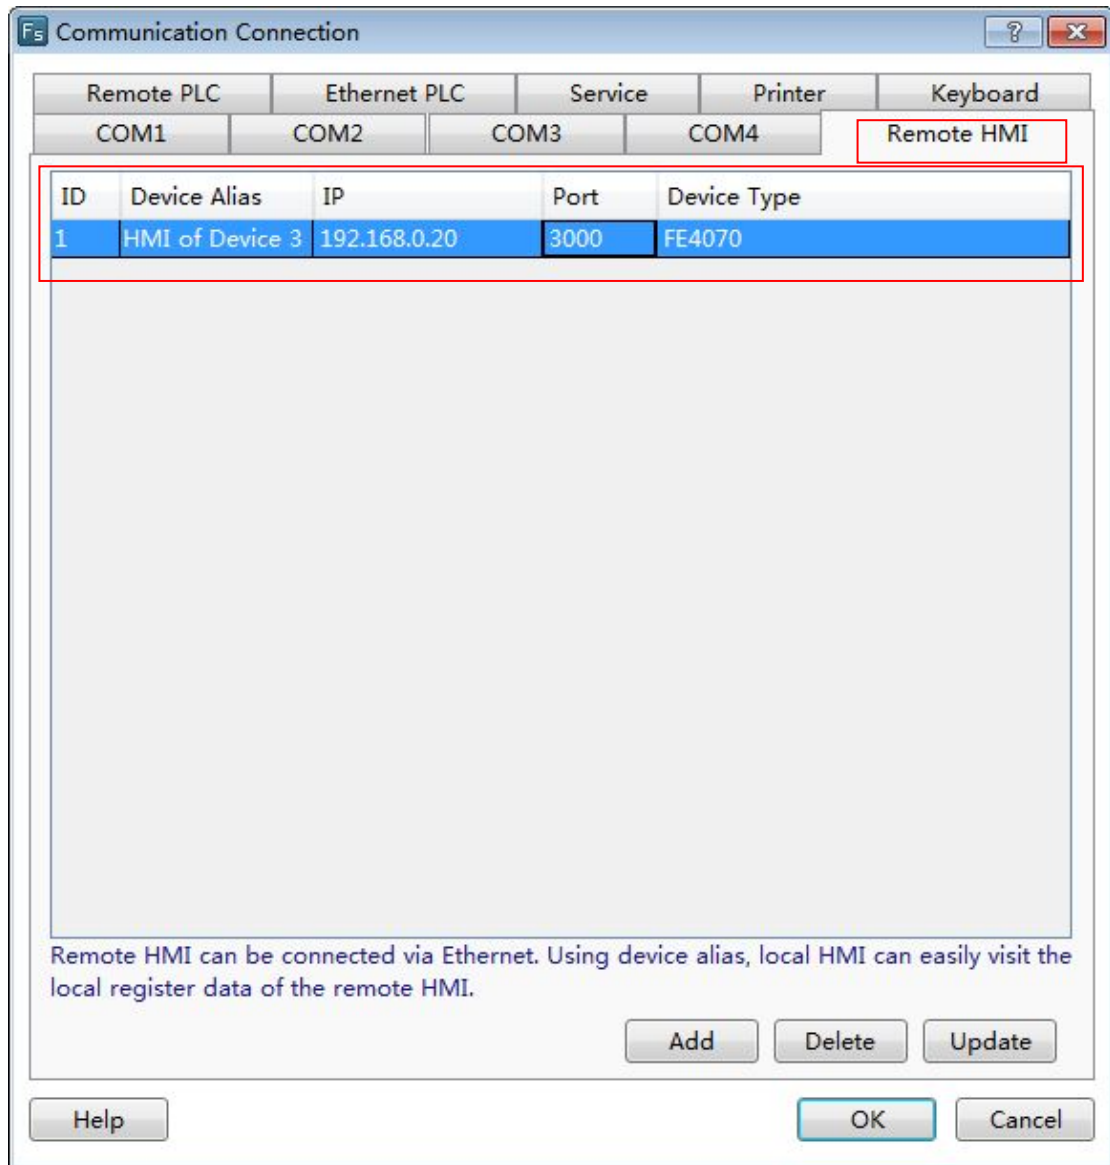 Fs Communication Connection ?
Remote PLC Ethernet PLC Service Printer Keyboard
COM1 COM2 COM3 COM4 Remote HMI
ID Device Alias IP Port Device Type
1 HMI of Device 3 192.168.0.20 3000 FE4070
Remote HMI can be connected via Ethernet. Using device alias, local HMI can easily visit the
local register data of the remote HMI.
Add Delete Update
Help OK Cancel